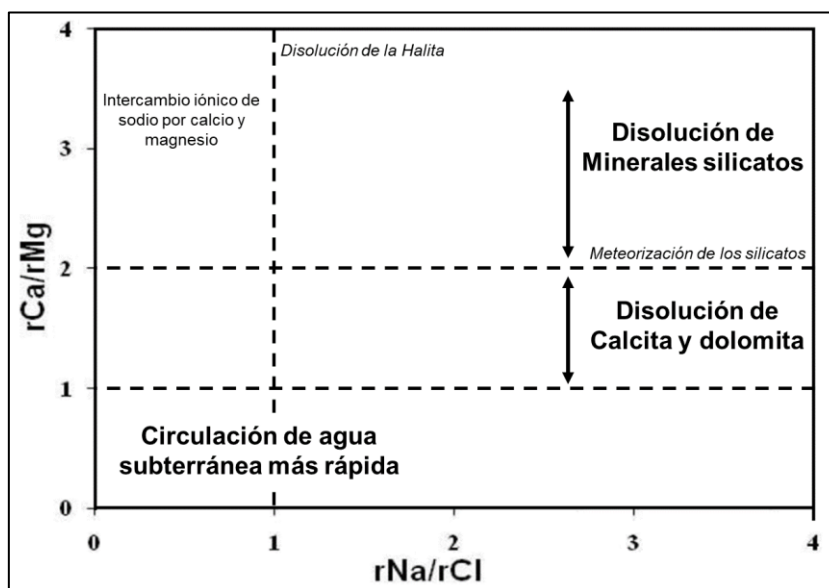 4
Disolución de la Halita
Intercambio iónico de
sodio por calcio y
magnesio
Disolución de
Minerales silicatos
3
rCa/rMg
Meteorización de los silicatos
2
Disolución de
Calcita y dolomita
1
Circulación de agua
subterránea más rápida
0
0 1 2 3 4
rNa/rCl